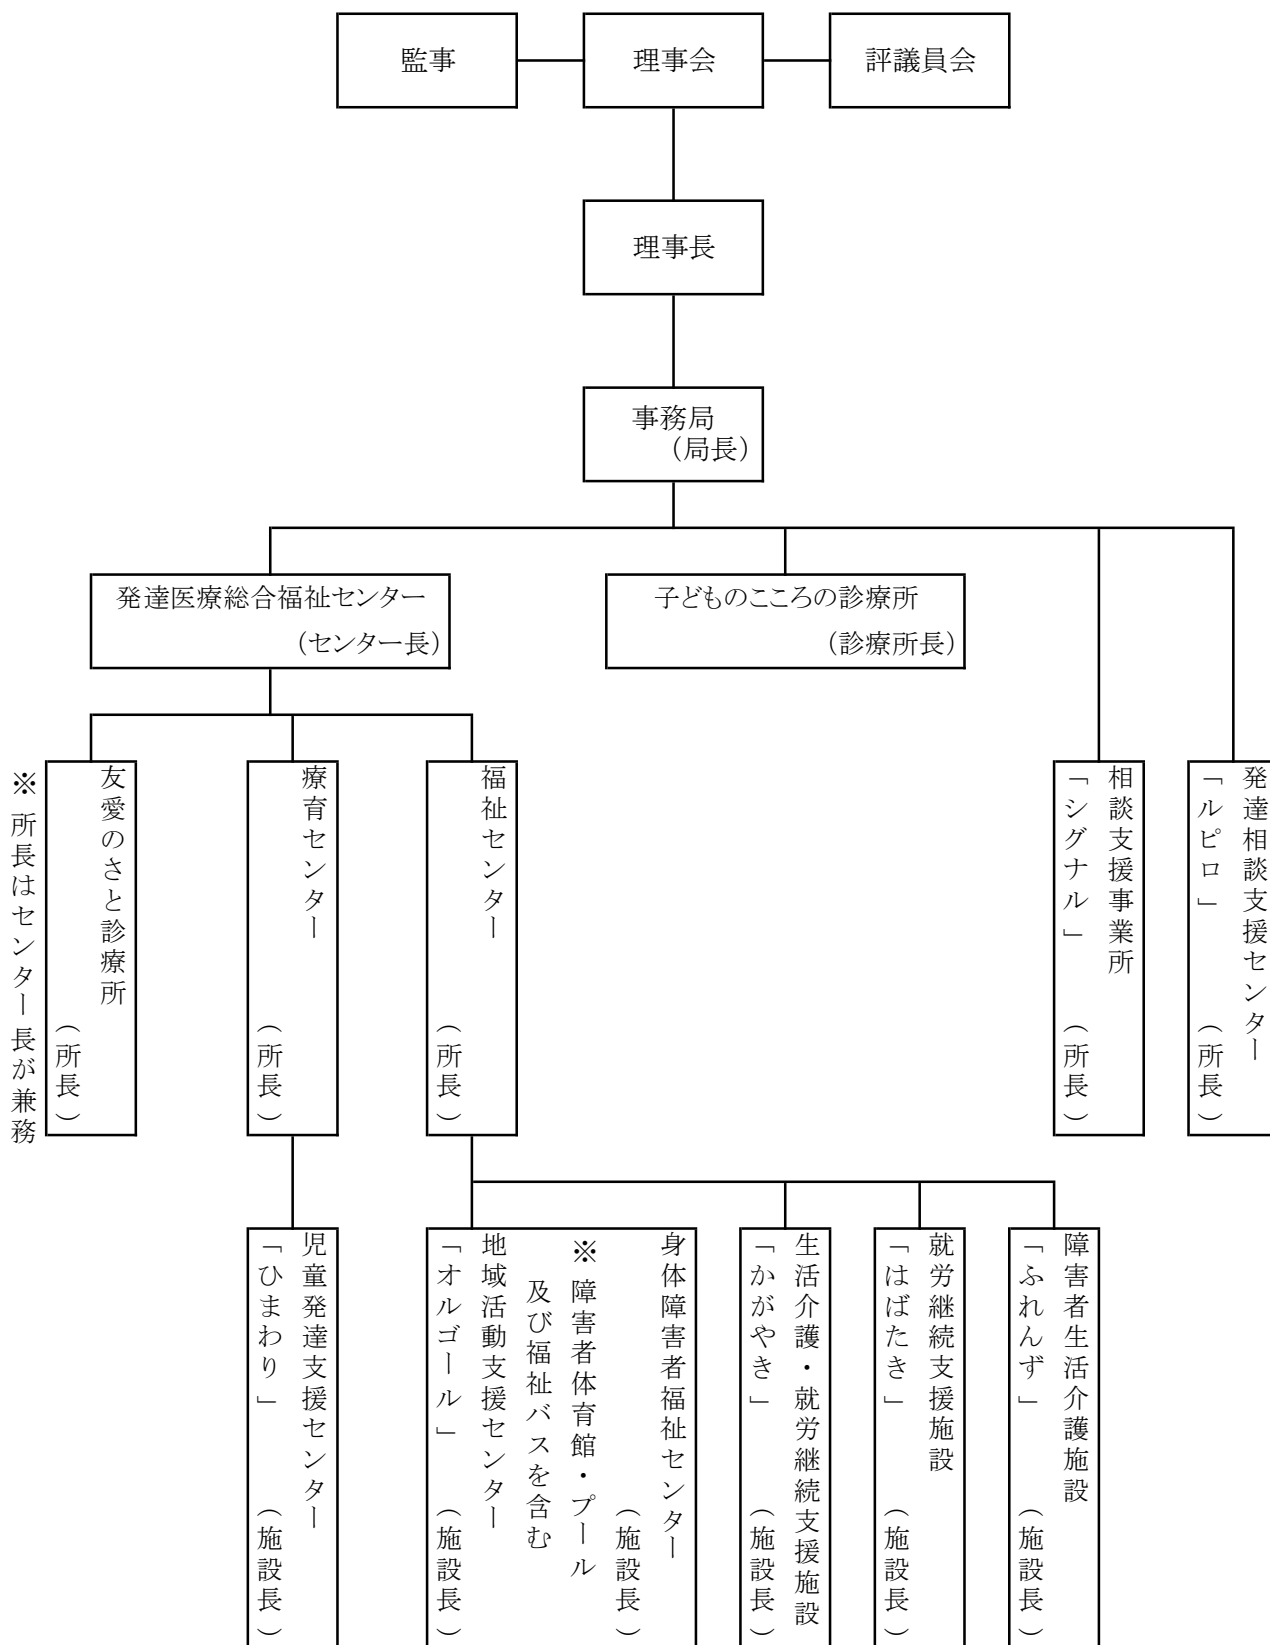 監事
理事会
評議員会
理事長
事務局
(局長)
発達医療総合福祉センター
(センター長)
子どものこころの診療所
(診療所長)
発達相談支援センター
「ルピロ」 (所長)
相談支援事業所
「シグナル」 (所長)
福祉センター
(所長)
療育センター
(所長)
友愛のさと診療所
(所長)
※所長はセンター長が兼務
障害者生活介護施設
「ふれんず」 (施設長)
就労継続支援施設
「はばたき」 (施設長)
生活介護・就労継続支援施設
「かがやき」 (施設長)
身体障害者福祉センター
(施設長)
※障害者体育館・プール
及び福祉バスを含む
地域活動支援センター
「オルゴール」 (施設長)
児童発達支援センター
「ひまわり」 (施設長)